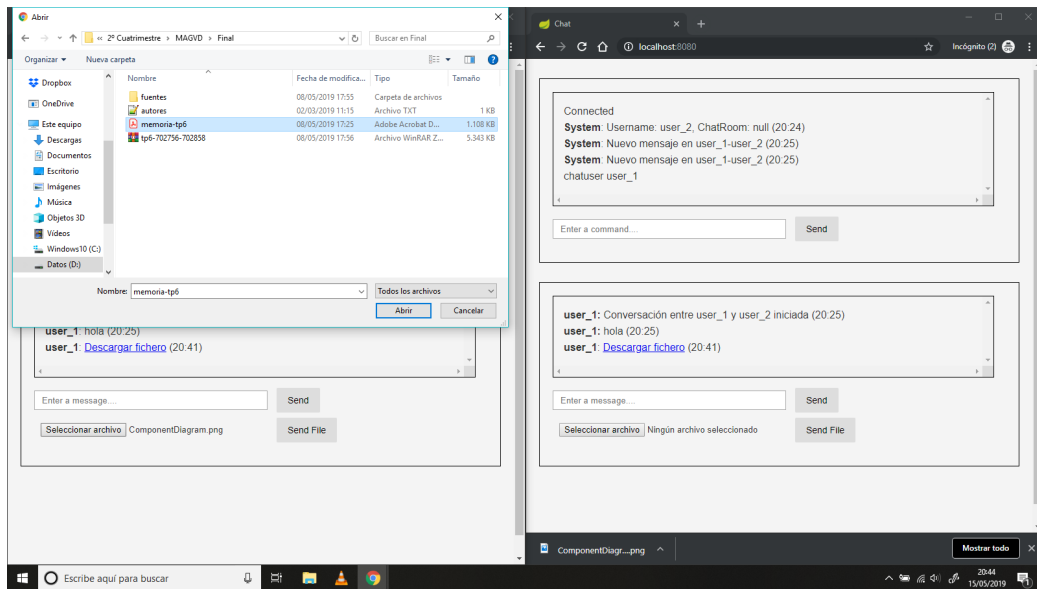 Abrir
« 2º Cuatrimestre › MAGVD › Final
Buscar en Final
Organizar
Nueva carpeta
Dropbox
OneDrive
Este equipo
Descargas
Documentos
Escritorio
Imágenes
Música
Objetos 3D
Vídeos
Windows10 (C:)
Datos (D:)
Nombre Fecha de modifica... Tipo Tamaño
fuentes 08/05/2019 17:55 Carpeta de archivos
autores 02/03/2019 11:15 Archivo TXT 1 KB
memoria-tp6 08/05/2019 17:25 Adobe Acrobat D... 1.108 KB
tp6-702756-702858 08/05/2019 17:56 Archivo WinRAR Z... 5.343 KB
Nombre: memoria-tp6
Todos los archivos
Abrir Cancelar
user_1: hola (20:25)
user_1: Descargar fichero (20:41)
Enter a message....
Send
Seleccionar archivo ComponentDiagram.png
Send File
Chat
localhost:8080
Incógnito (2)
Connected
System: Username: user_2, ChatRoom: null (20:24)
System: Nuevo mensaje en user_1-user_2 (20:25)
System: Nuevo mensaje en user_1-user_2 (20:25)
chatuser user_1
Enter a command....
Send
user_1: Conversación entre user_1 y user_2 iniciada (20:25)
user_1: hola (20:25)
user_1: Descargar fichero (20:41)
Enter a message....
Send
Seleccionar archivo Ningún archivo seleccionado
Send File
ComponentDiagr....png
Mostrar todo
Escribe aquí para buscar
20:44
15/05/2019